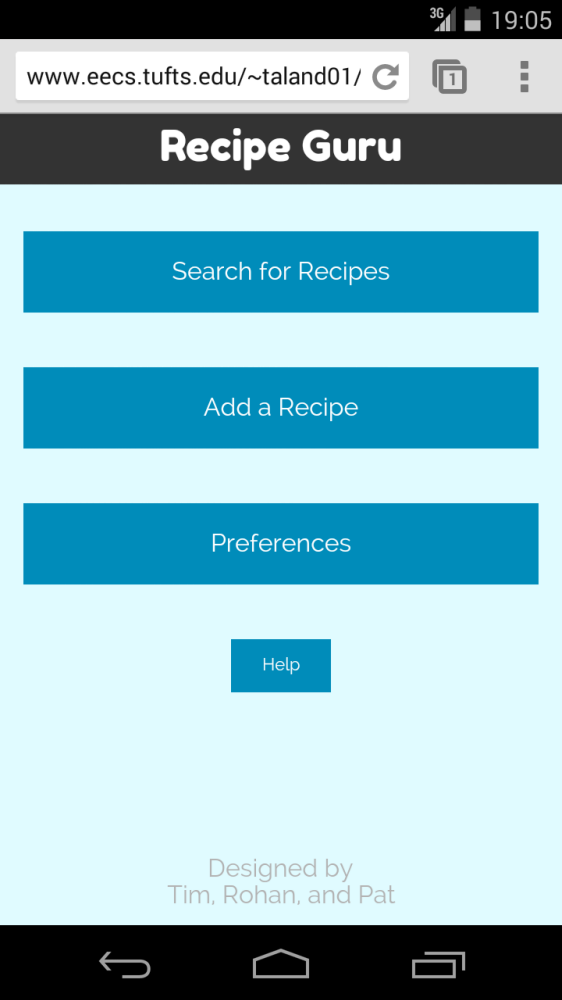 3G 19:05
www.eecs.tufts.edu/~taland01/ 1
Recipe Guru
Search for Recipes
Add a Recipe
Preferences
Help
Designed by
Tim, Rohan, and Pat